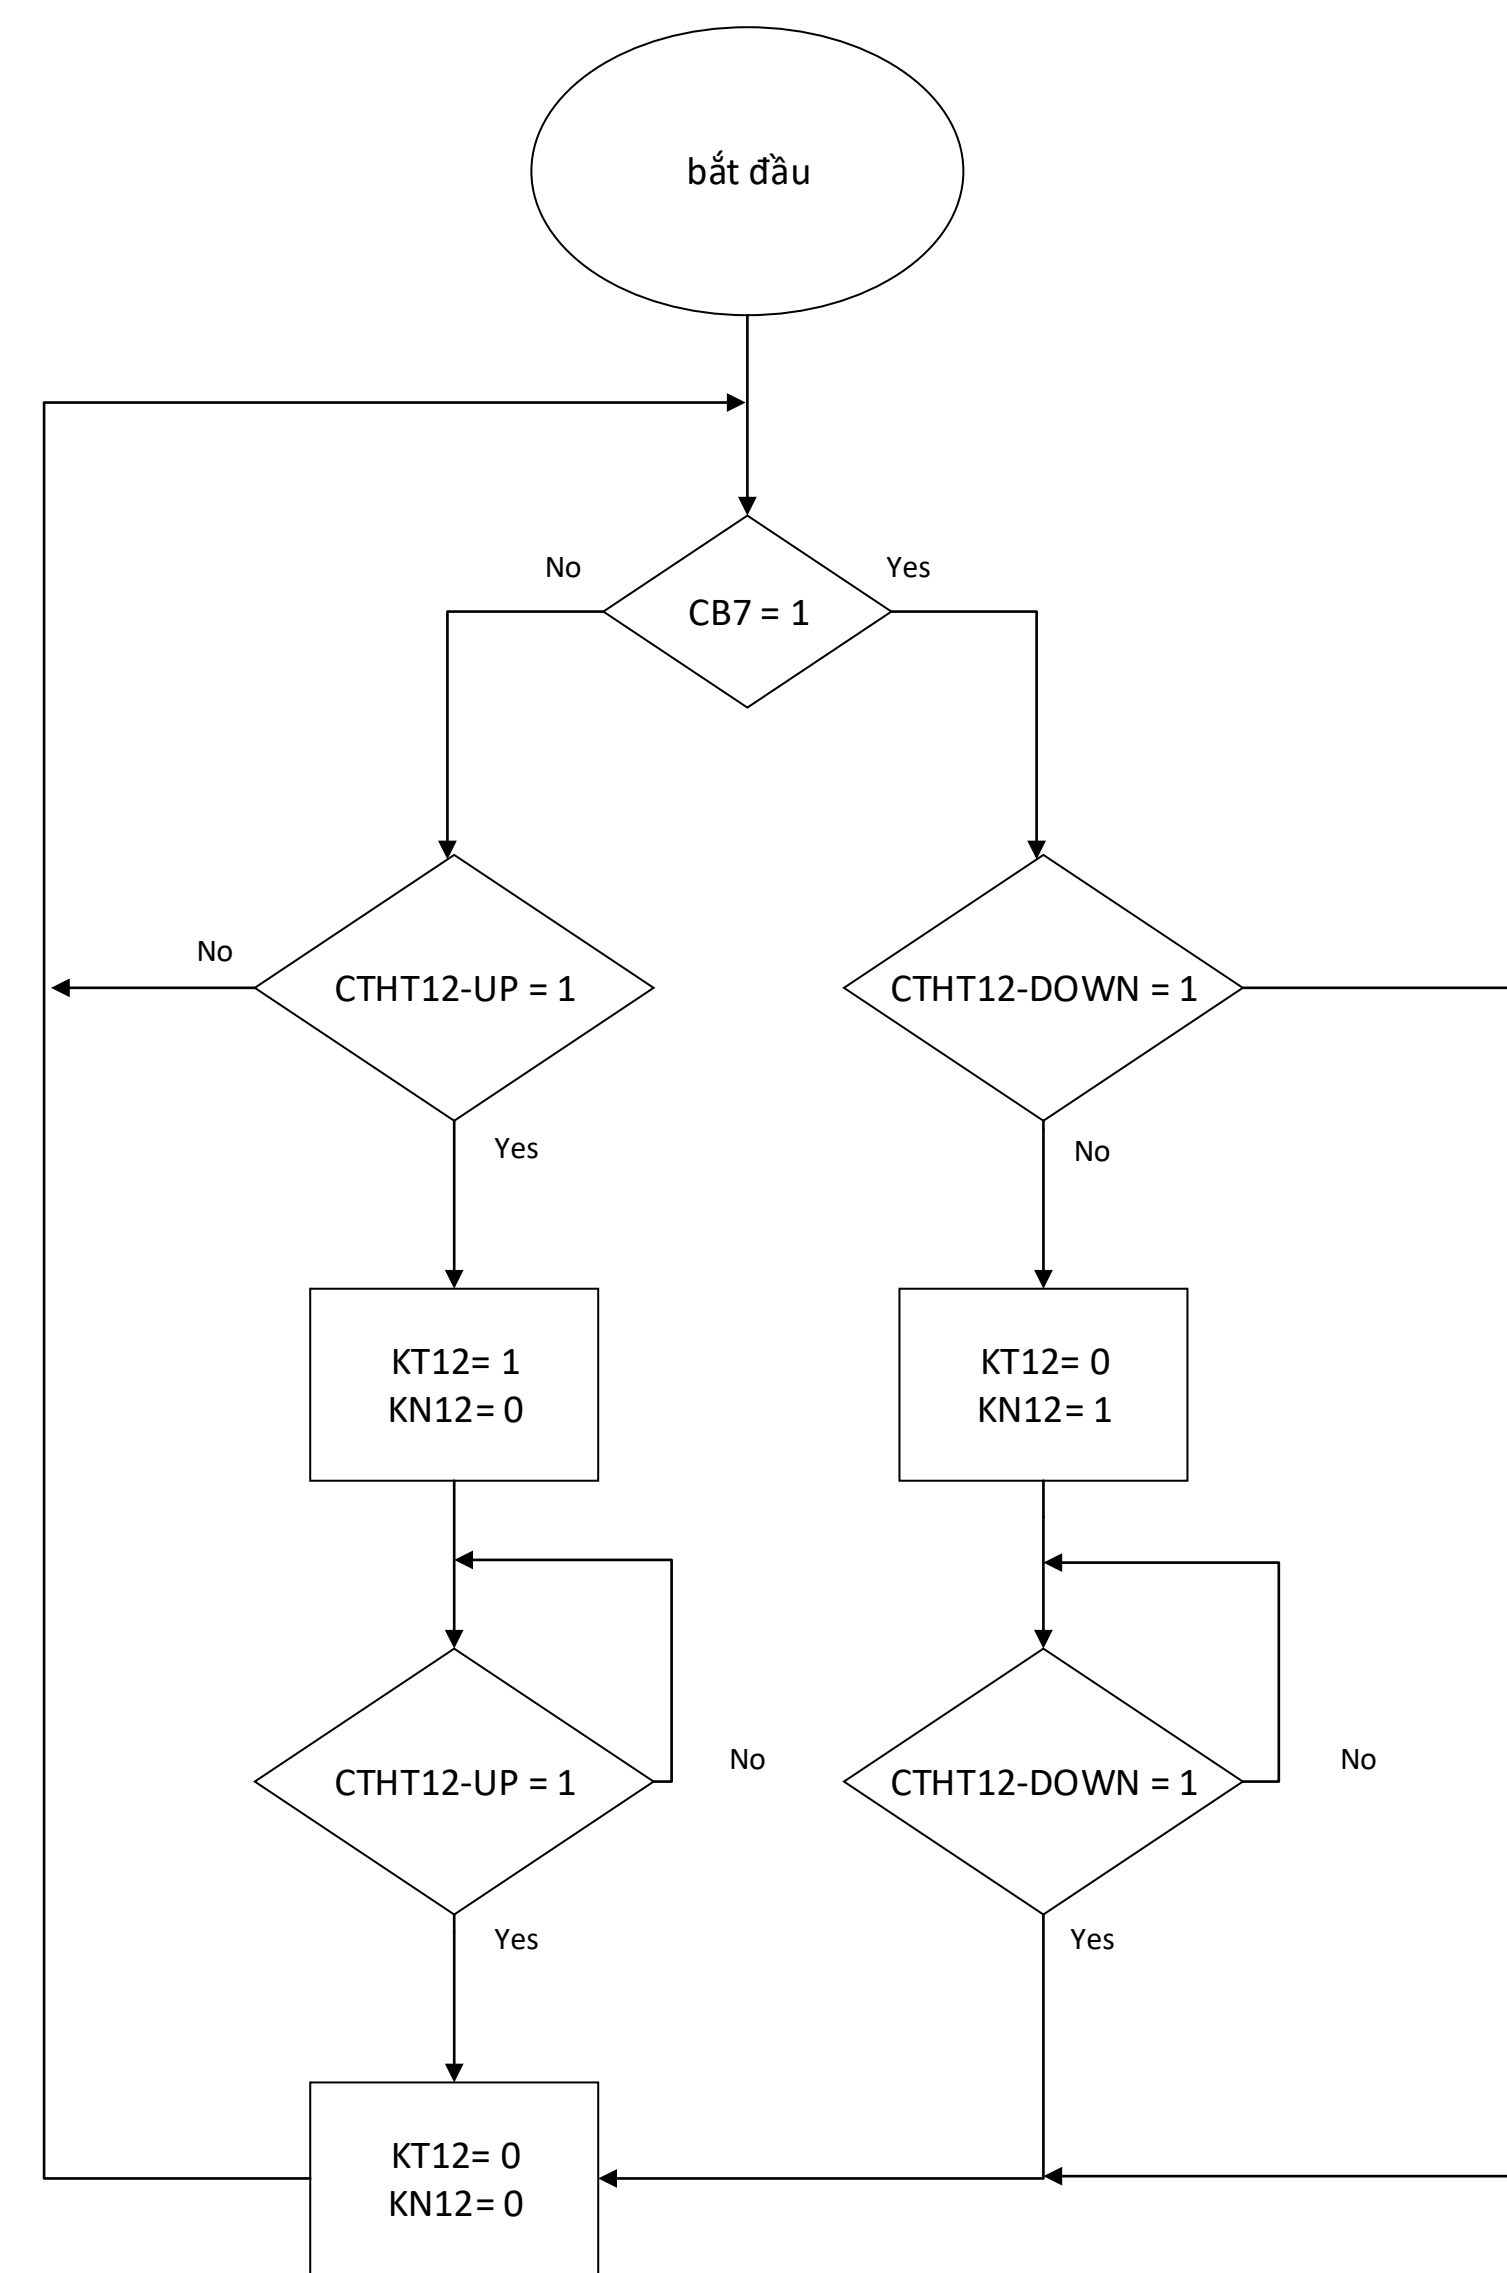 bắt đầu
No
Yes
CB7 = 1
No
CTHT12-UP = 1
CTHT12-DOWN = 1
Yes
No
KT12= 1
KN12= 0
KT12= 0
KN12= 1
No
No
CTHT12-UP = 1
CTHT12-DOWN = 1
Yes
Yes
KT12= 0
KN12= 0